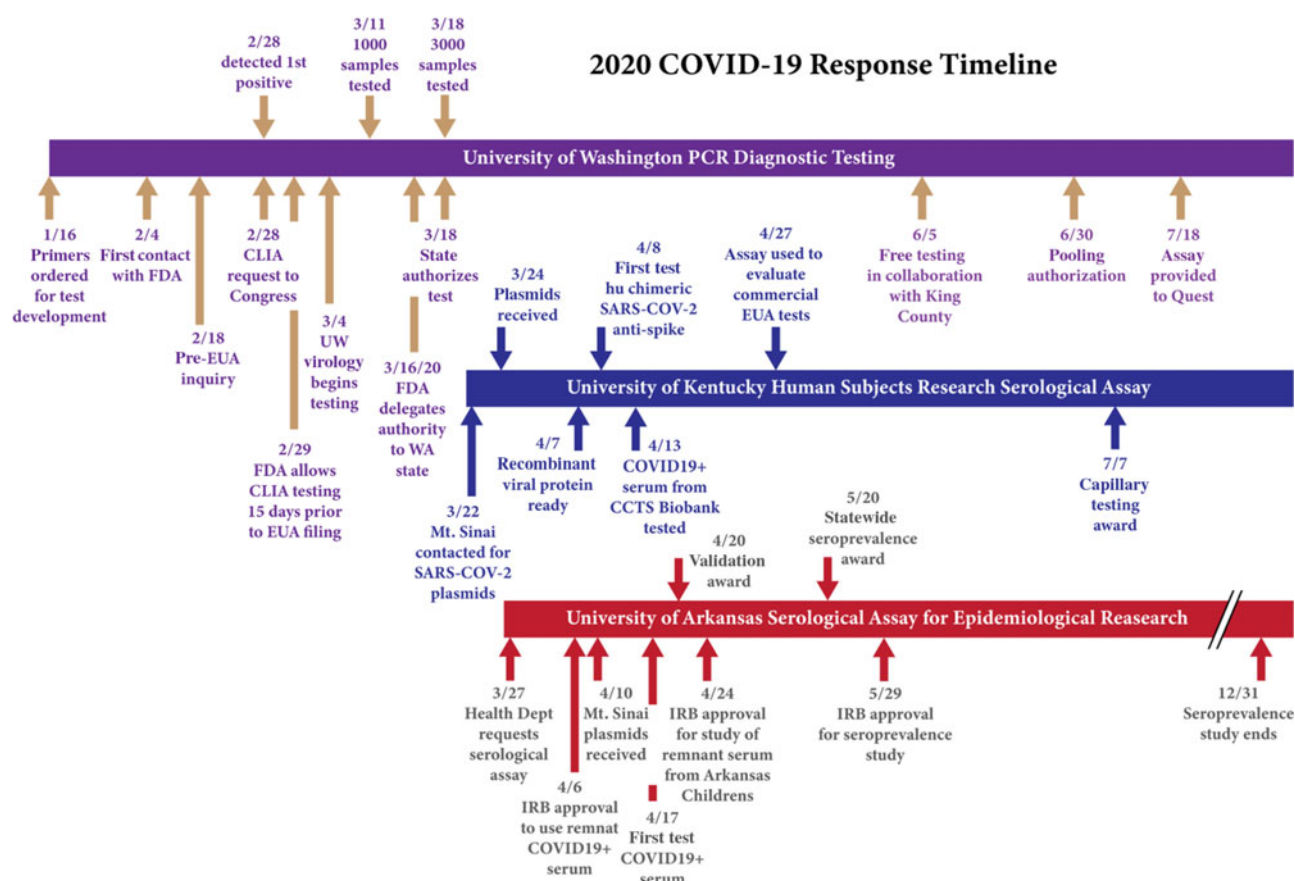 2020 COVID-19 Response Timeline
2/28
detected 1st
positive
3/11
1000
samples
tested
3/18
3000
samples
tested
University of Washington PCR Diagnostic Testing
1/16
Primers
ordered
for test
development
2/4
First contact
with FDA
2/18
Pre-EUA
inquiry
2/28
CLIA
request to
Congress
2/29
FDA allows
CLIA testing
15 days prior
to EUA filing
3/4
UW
virology
begins
testing
3/16/20
FDA
delegates
authority
to WA
state
3/18
State
authorizes
test
6/5
Free testing
in collaboration
with King
County
6/30
Pooling
authorization
7/18
Assay
provided
to Quest
3/24
Plasmids
received
4/8
First test
hu chimeric
SARS-COV-2
anti-spike
4/27
Assay used to
evaluate
commercial
EUA tests
University of Kentucky Human Subjects Research Serological Assay
3/22
Mt. Sinai
contacted for
SARS-COV-2
plasmids
4/7
Recombinant
viral protein
ready
4/13
COVID19+
serum from
CCTS Biobank
tested
7/7
Capillary
testing
award
4/20
Validation
award
5/20
Statewide
seroprevalence
award
University of Arkansas Serological Assay for Epidemiological Reasearch
3/27
Health Dept
requests
serological
assay
4/6
IRB approval
to use remnat
COVID19+
serum
4/10
Mt. Sinai
plasmids
received
4/17
First test
COVID19+
serum
4/24
IRB approval
for study of
remnant serum
from Arkansas
Childrens
5/29
IRB approval
for seroprevalence
study
12/31
Seroprevalence
study ends